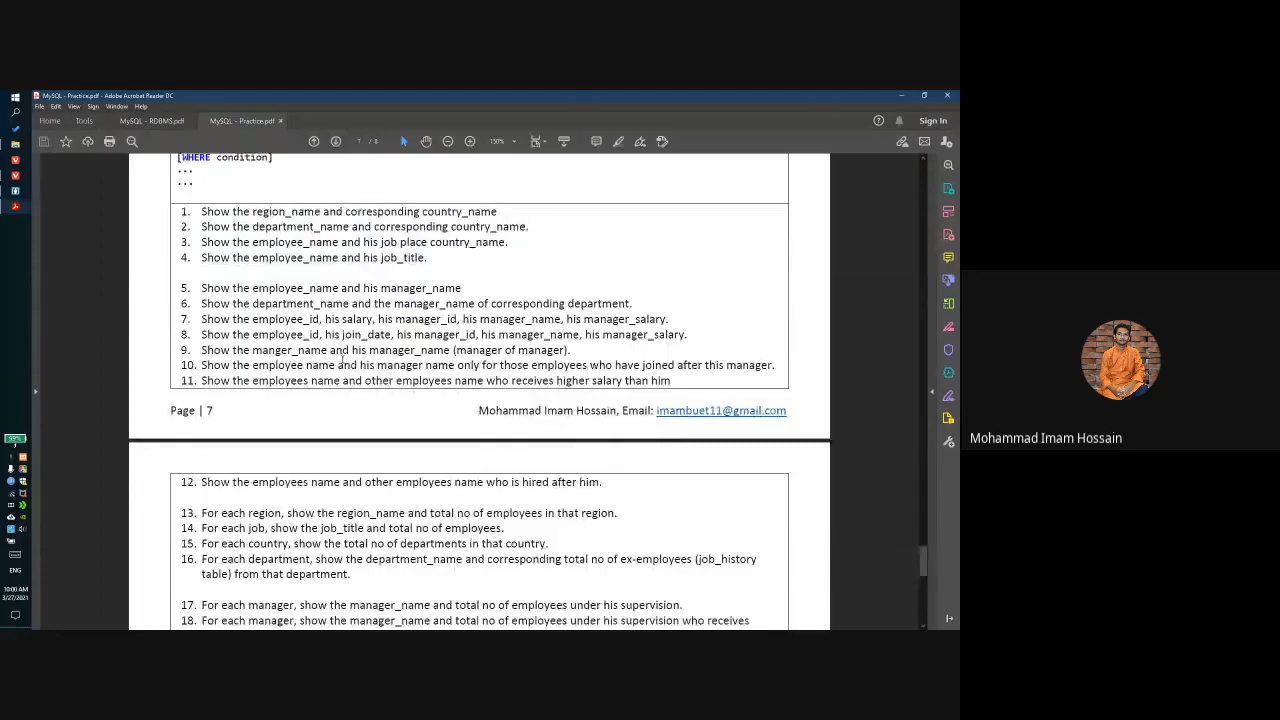 MySQL - Practice.pdf - Adobe Acrobat Reader DC
File Edit View Sign Window Help
Home Tools MySQL - RDBMS.pdf MySQL - Practice.pdf × Sign In
/ 8 150%
[WHERE condition]
...
...
1. Show the region_name and corresponding country_name
2. Show the department_name and corresponding country_name.
3. Show the employee_name and his job place country_name.
4. Show the employee_name and his job_title.
5. Show the employee_name and his manager_name
6. Show the department_name and the manager_name of corresponding department.
7. Show the employee_id, his salary, his manager_id, his manager_name, his manager_salary.
8. Show the employee_id, his join_date, his manager_id, his manager_name, his manager_salary.
9. Show the manger_name and his manager_name (manager of manager).
10. Show the employee name and his manager name only for those employees who have joined after this manager.
11. Show the employees name and other employees name who receives higher salary than him
Page | 7 Mohammad Imam Hossain, Email: imambuet11@gmail.com
12. Show the employees name and other employees name who is hired after him.
13. For each region, show the region_name and total no of employees in that region.
14. For each job, show the job_title and total no of employees.
15. For each country, show the total no of departments in that country.
16. For each department, show the department_name and corresponding total no of ex-employees (job_history
table) from that department.
17. For each manager, show the manager_name and total no of employees under his supervision.
18. For each manager, show the manager_name and total no of employees under his supervision who receives
99%
ENG
10:00 AM
3/27/2021
Mohammad Imam Hossain